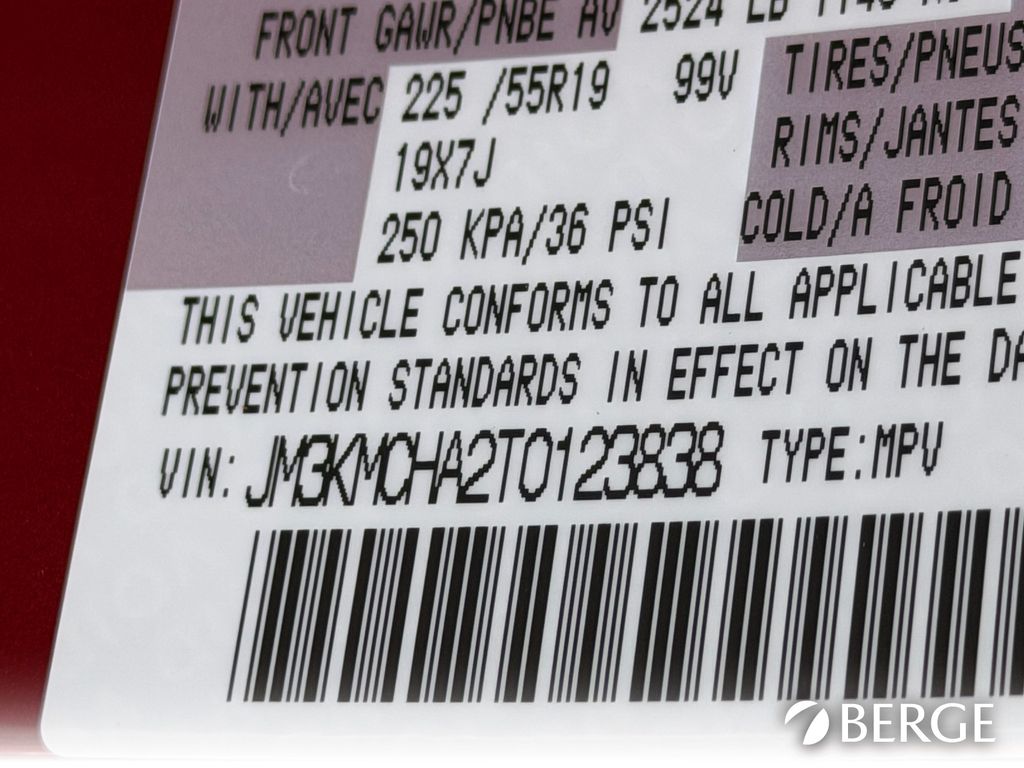 FRONT GAWR/PNBE AV 2524 LB
WITH/AVEC 225 /55R19 99V TIRES/PNEUS
19X7J RIMS/JANTES
250 KPA/36 PSI COLD/A FROID
THIS VEHICLE CONFORMS TO ALL APPLICABLE
PREVENTION STANDARDS IN EFFECT ON THE DA
VIN: JM3KMCHA2T0123838 TYPE:MPV
BERGE